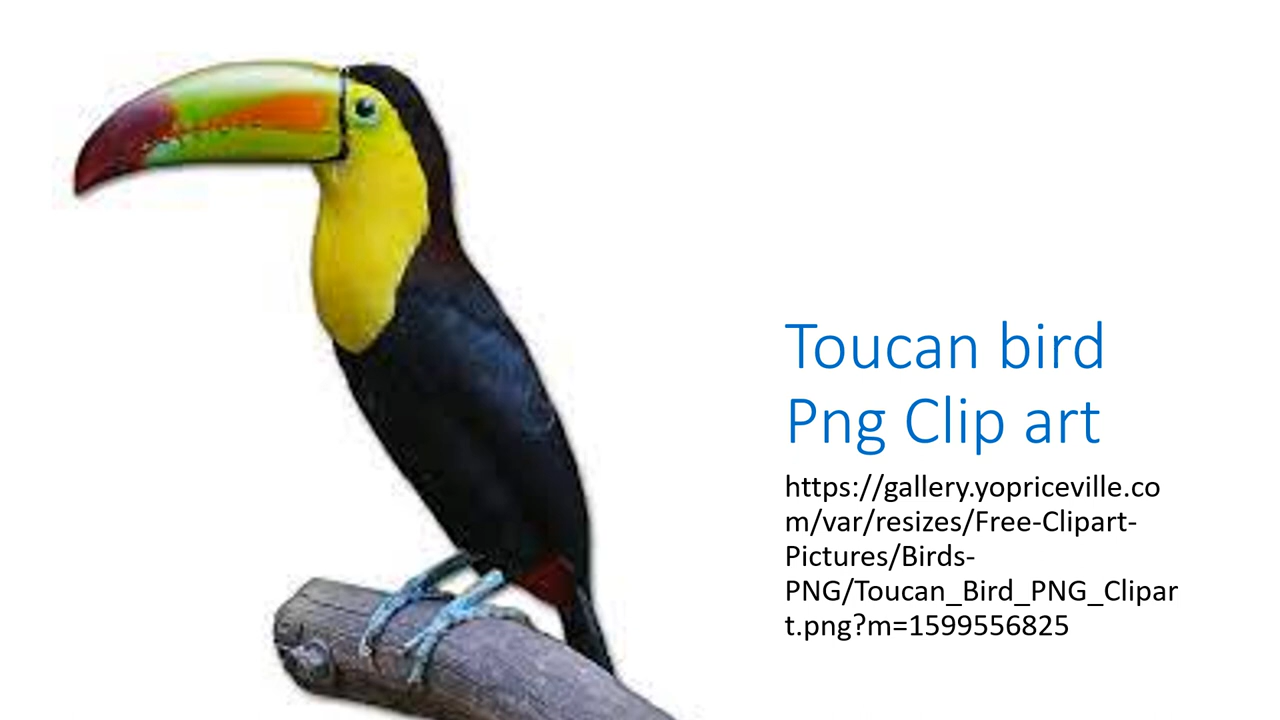 Toucan bird
Png Clip art
https://gallery.yopriceville.co
m/var/resizes/Free-Clipart-
Pictures/Birds-
PNG/Toucan_Bird_PNG_Clipar
t.png?m=1599556825